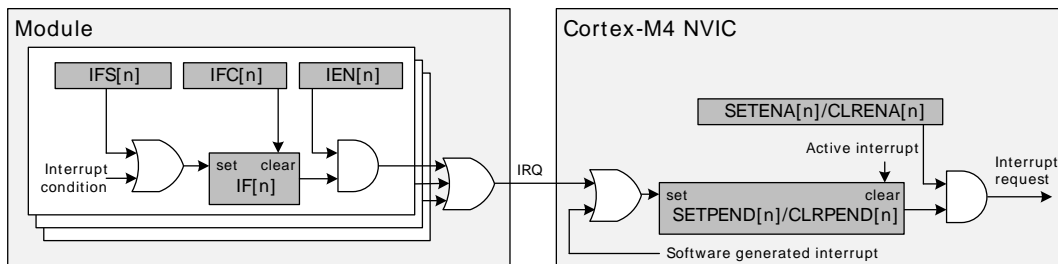 Module
Cortex-M4 NVIC
IFS[n]
IFC[n]
IEN[n]
SETENA[n]/CLRENA[n]
Interrupt
condition
set
clear
IF[n]
IRQ
Active interrupt
set
clear
SETPEND[n]/CLRPEND[n]
Interrupt
request
Software generated interrupt